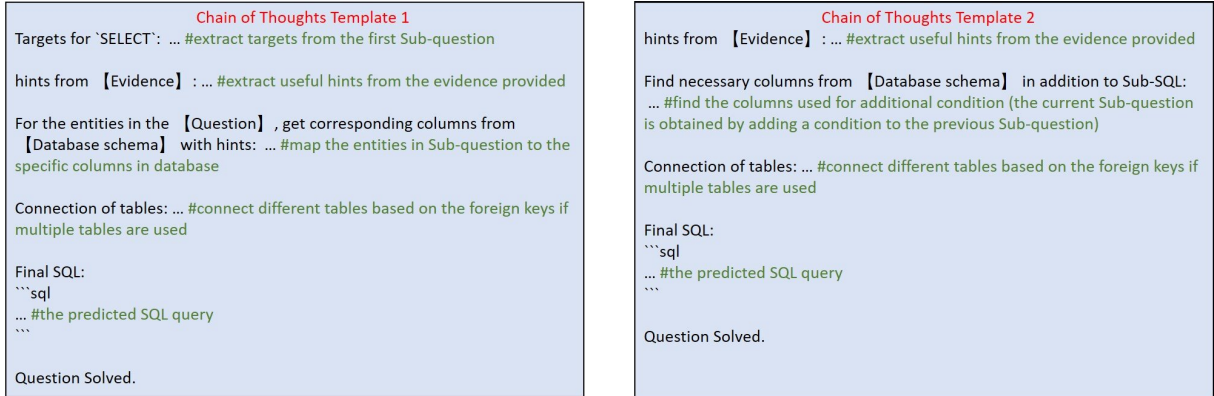 Chain of Thoughts Template 1
Targets for `SELECT`: ... #extract targets from the first Sub-question
hints from 【Evidence】: ... #extract useful hints from the evidence provided
For the entities in the 【Question】, get corresponding columns from
【Database schema】 with hints: ... #map the entities in Sub-question to the
specific columns in database
Connection of tables: ... #connect different tables based on the foreign keys if
multiple tables are used
Final SQL:
```sql
... #the predicted SQL query
```
Question Solved.
Chain of Thoughts Template 2
hints from 【Evidence】: ... #extract useful hints from the evidence provided
Find necessary columns from 【Database schema】 in addition to Sub-SQL:
... #find the columns used for additional condition (the current Sub-question
is obtained by adding a condition to the previous Sub-question)
Connection of tables: ... #connect different tables based on the foreign keys if
multiple tables are used
Final SQL:
```sql
... #the predicted SQL query
```
Question Solved.